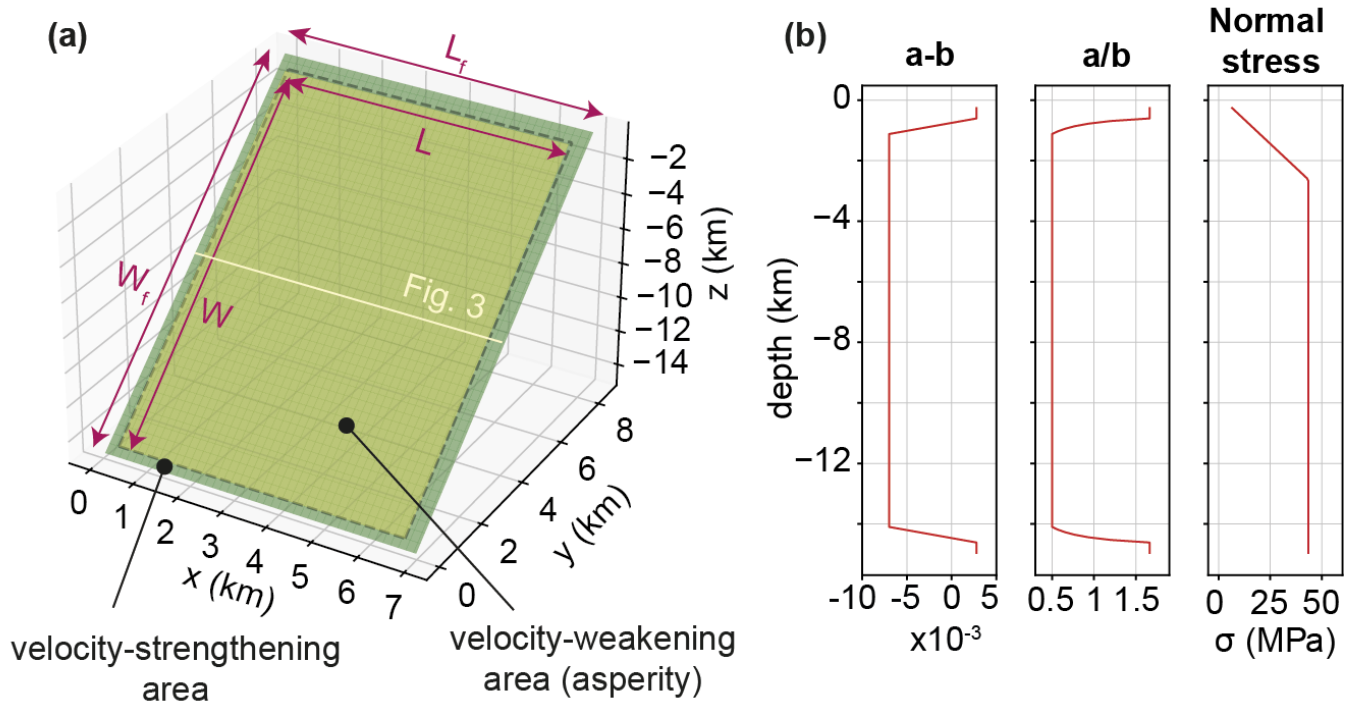 (a)
L_f
L
W_f
W
Fig. 3
−2
−4
−6
−8
−10
−12
−14
z (km)
0
1
2
3
4
5
6
7
x (km)
0
2
4
6
8
y (km)
velocity-strengthening
area
velocity-weakening
area (asperity)
(b)
a-b
a/b
Normal
stress
0
−4
−8
−12
depth (km)
-10 -5 0 5
x10⁻³
0.5 1 1.5
0 25 50
σ (MPa)